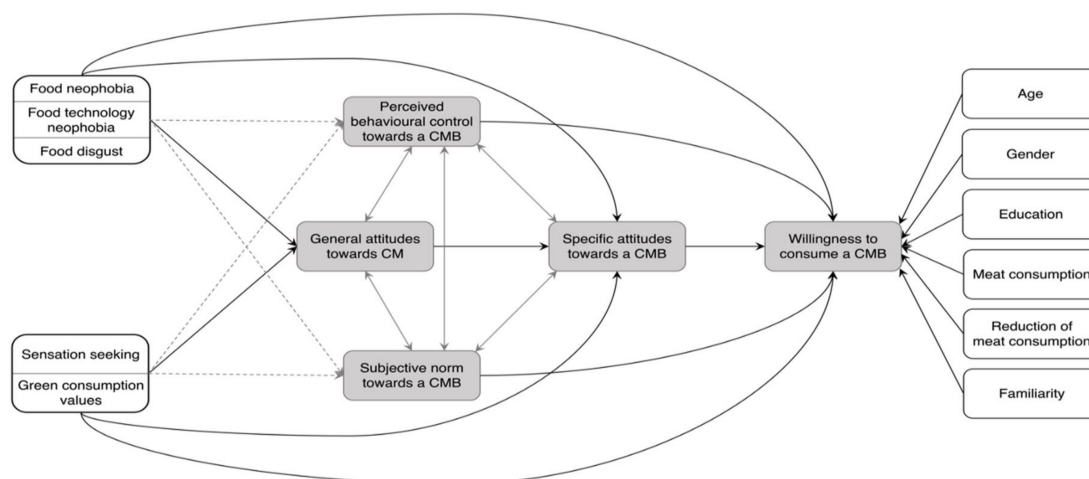 Food neophobia
Food technology
neophobia
Food disgust
Sensation seeking
Green consumption
values
Perceived
behavioural control
towards a CMB
General attitudes
towards CM
Subjective norm
towards a CMB
Specific attitudes
towards a CMB
Willingness to
consume a CMB
Age
Gender
Education
Meat consumption
Reduction of
meat consumption
Familiarity